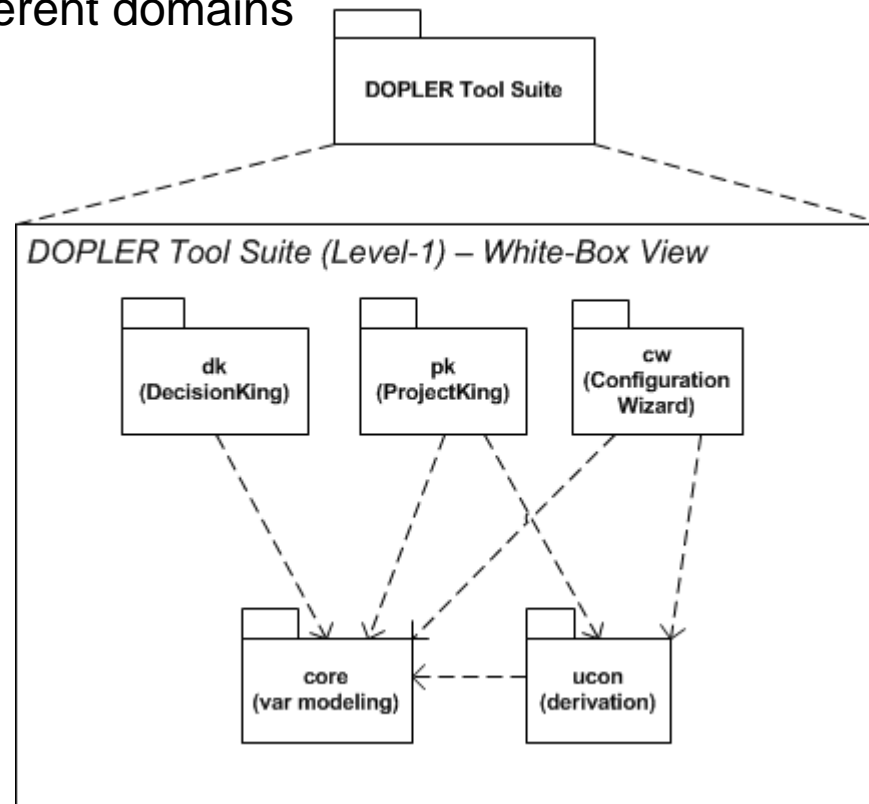 erent domains
DOPLER Tool Suite
DOPLER Tool Suite (Level-1) – White-Box View
dk
(DecisionKing)
pk
(ProjectKing)
cw
(Configuration
Wizard)
core
(var modeling)
ucon
(derivation)